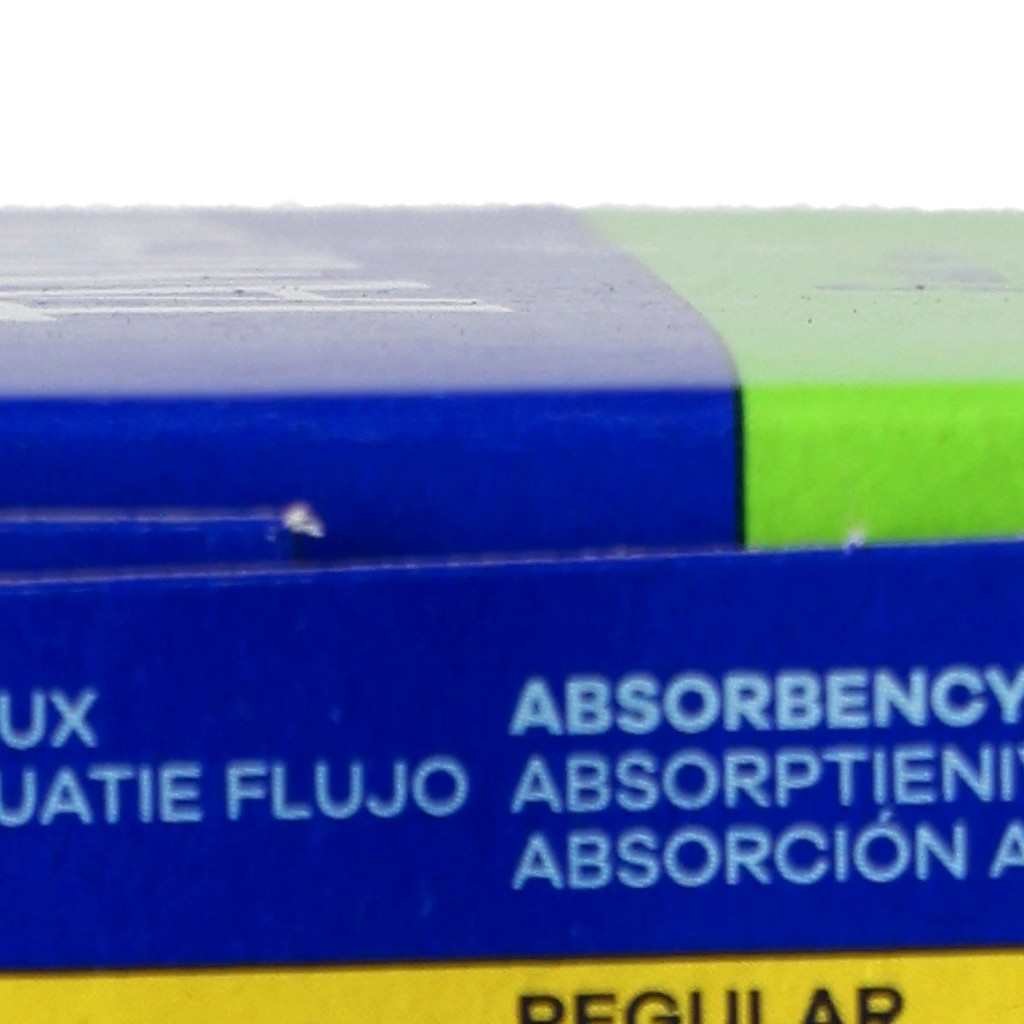 UX
UATIE FLUJO
ABSORBENCY
ABSORPTIENI
ABSORCIÓN A
REGULAR